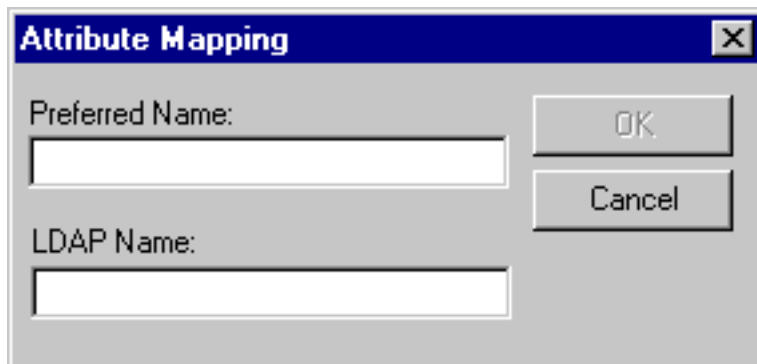 Attribute Mapping
Preferred Name:
OK
Cancel
LDAP Name: